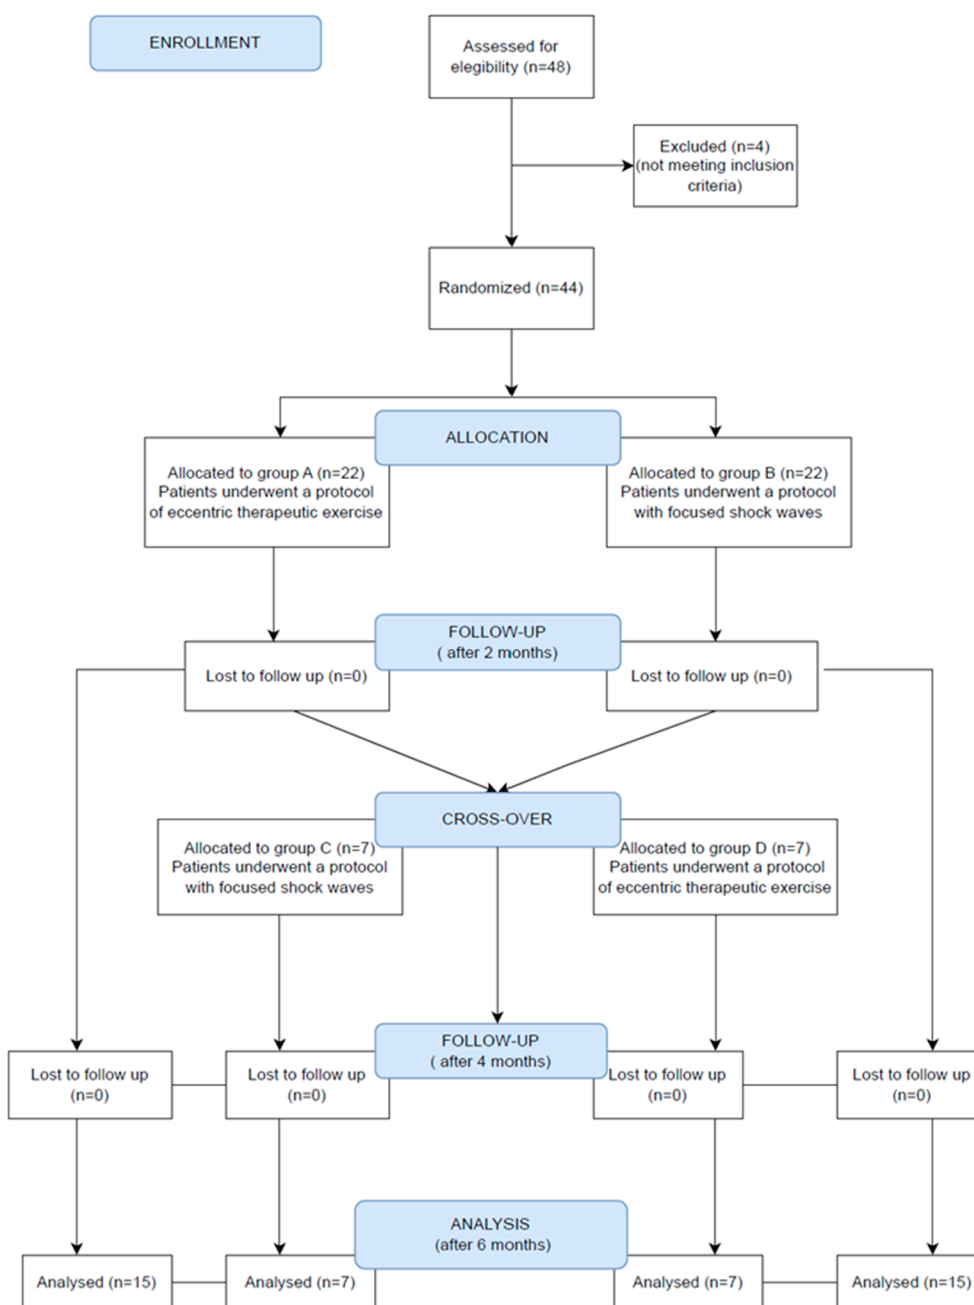 ENROLLMENT
Assessed for
elegibility (n=48)
Excluded (n=4)
(not meeting inclusion
criteria)
Randomized (n=44)
ALLOCATION
Allocated to group A (n=22)
Patients underwent a protocol
of eccentric therapeutic exercise
Allocated to group B (n=22)
Patients underwent a protocol
with focused shock waves
FOLLOW-UP
( after 2 months)
Lost to follow up (n=0)
Lost to follow up (n=0)
CROSS-OVER
Allocated to group C (n=7)
Patients underwent a protocol
with focused shock waves
Allocated to group D (n=7)
Patients underwent a protocol
of eccentric therapeutic exercise
FOLLOW-UP
( after 4 months)
Lost to follow up
(n=0)
Lost to follow up
(n=0)
Lost to follow up
(n=0)
Lost to follow up
(n=0)
ANALYSIS
(after 6 months)
Analysed (n=15)
Analysed (n=7)
Analysed (n=7)
Analysed (n=15)